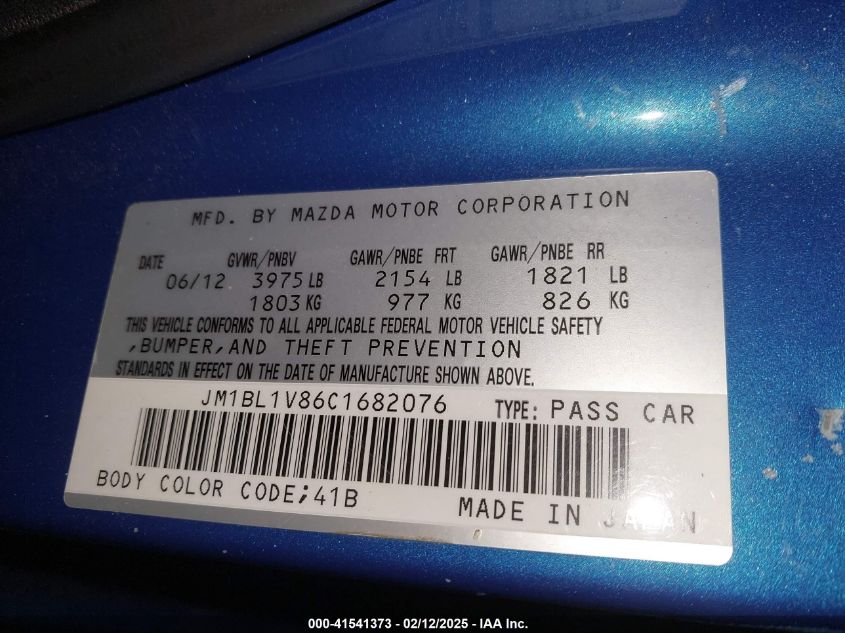 MFD. BY MAZDA MOTOR CORPORATION
DATE GVWR/PNBV GAWR/PNBE FRT GAWR/PNBE RR
06/12 3975 LB 2154 LB 1821 LB
1803 KG 977 KG 826 KG
THIS VEHICLE CONFORMS TO ALL APPLICABLE FEDERAL MOTOR VEHICLE SAFETY
,BUMPER,AND THEFT PREVENTION
STANDARDS IN EFFECT ON THE DATE OF MANUFACTURE SHOWN ABOVE.
JM1BL1V86C1682076 TYPE: PASS CAR
BODY COLOR CODE;41B MADE IN JAPAN
000-41541373 - 02/12/2025 - IAA Inc.